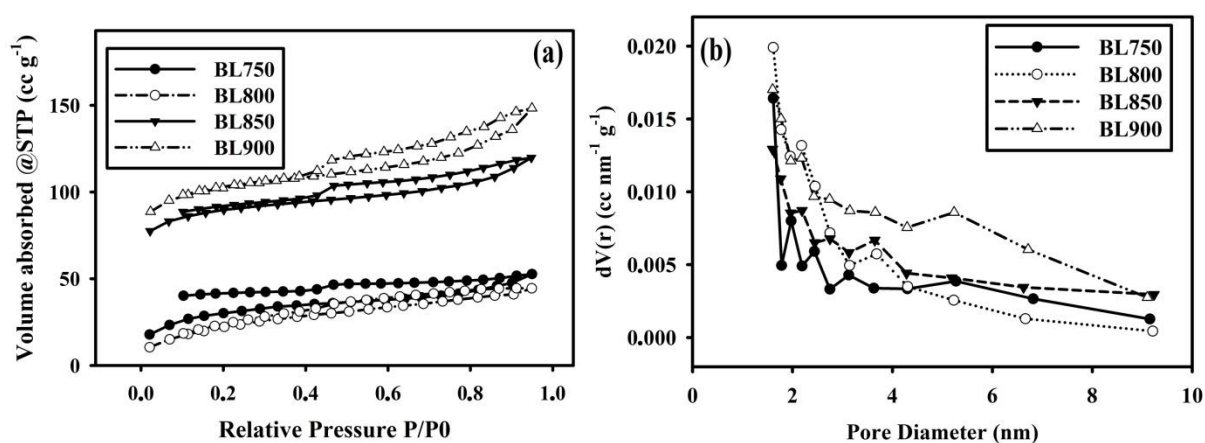 (a)
BL750
BL800
BL850
BL900
Volume absorbed @STP (cc g-1)
150
100
50
0
0.0 0.2 0.4 0.6 0.8 1.0
Relative Pressure P/P0
(b)
BL750
BL800
BL850
BL900
dV(r) (cc nm-1 g-1)
0.020
0.015
0.010
0.005
0.000
0 2 4 6 8 10
Pore Diameter (nm)